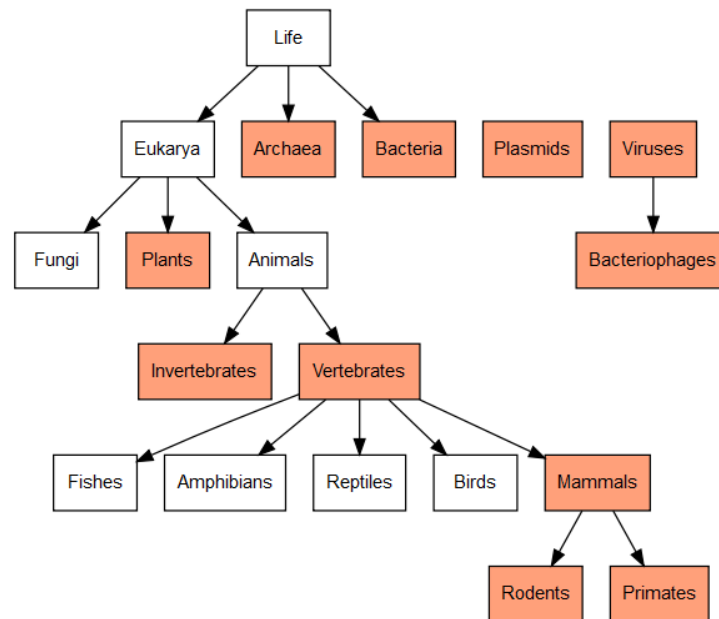 Life
Eukarya
Archaea
Bacteria
Plasmids
Viruses
Fungi
Plants
Animals
Bacteriophages
Invertebrates
Vertebrates
Fishes
Amphibians
Reptiles
Birds
Mammals
Rodents
Primates